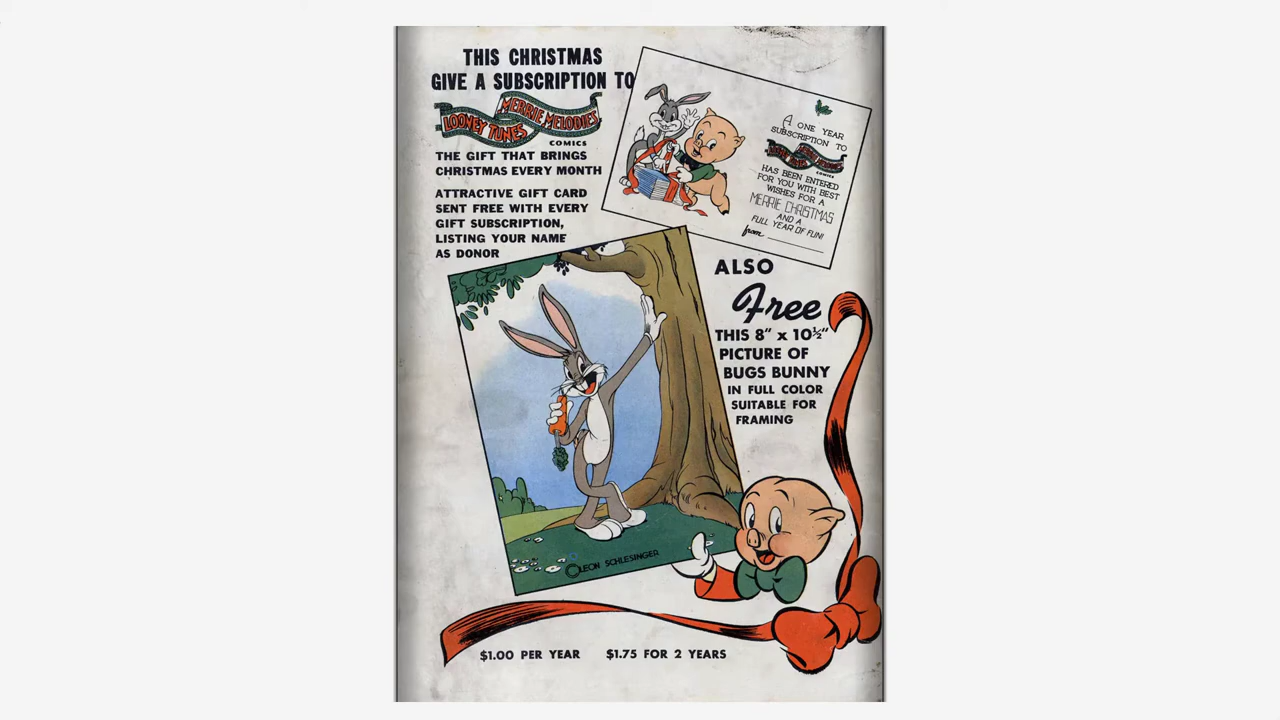 THIS CHRISTMAS
GIVE A SUBSCRIPTION TO
LOONEY TUNES MERRIE MELODIES
COMICS
THE GIFT THAT BRINGS
CHRISTMAS EVERY MONTH
ATTRACTIVE GIFT CARD
SENT FREE WITH EVERY
GIFT SUBSCRIPTION,
LISTING YOUR NAME
AS DONOR
A ONE YEAR
SUBSCRIPTION TO
LOONEY TUNES MERRIE MELODIES
COMICS
HAS BEEN ENTERED
FOR YOU WITH BEST
WISHES FOR A
MERRIE CHRISTMAS
AND A
FULL YEAR OF FUN!
from
ALSO
Free
THIS 8" x 10½"
PICTURE OF
BUGS BUNNY
IN FULL COLOR
SUITABLE FOR
FRAMING
© LEON SCHLESINGER
$1.00 PER YEAR $1.75 FOR 2 YEARS